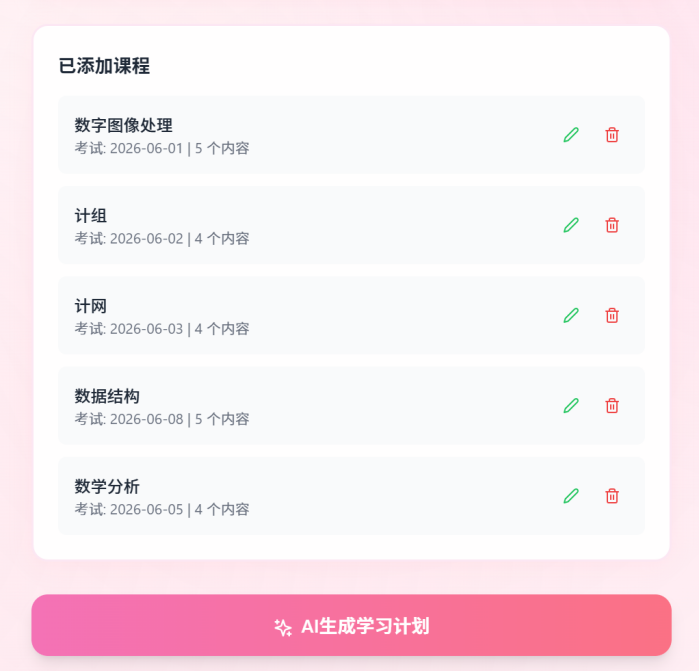 已添加课程
数字图像处理
考试: 2026-06-01 | 5 个内容
计组
考试: 2026-06-02 | 4 个内容
计网
考试: 2026-06-03 | 4 个内容
数据结构
考试: 2026-06-08 | 5 个内容
数学分析
考试: 2026-06-05 | 4 个内容
AI生成学习计划